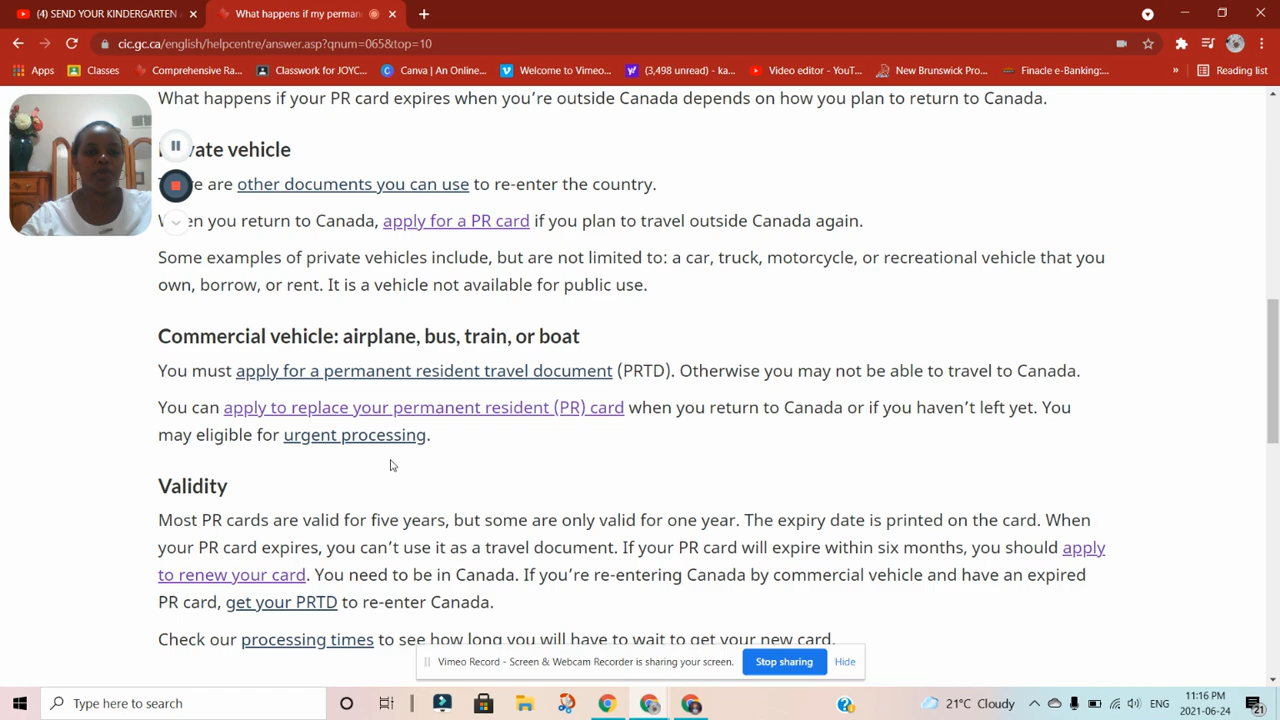 (4) SEND YOUR KINDERGARTEN
What happens if my perman
cic.gc.ca/english/helpcentre/answer.asp?qnum=065&top=10
Apps
Classes
Comprehensive Ra...
Classwork for JOYC...
Canva | An Online...
Welcome to Vimeo...
(3,498 unread) - ka...
Video editor - YouT...
New Brunswick Pro...
Finacle e-Banking:...
»
Reading list
What happens if your PR card expires when you're outside Canada depends on how you plan to return to Canada.
vate vehicle
e are other documents you can use to re-enter the country.
en you return to Canada, apply for a PR card if you plan to travel outside Canada again.
Some examples of private vehicles include, but are not limited to: a car, truck, motorcycle, or recreational vehicle that you
own, borrow, or rent. It is a vehicle not available for public use.
Commercial vehicle: airplane, bus, train, or boat
You must apply for a permanent resident travel document (PRTD). Otherwise you may not be able to travel to Canada.
You can apply to replace your permanent resident (PR) card when you return to Canada or if you haven't left yet. You
may eligible for urgent processing.
Validity
Most PR cards are valid for five years, but some are only valid for one year. The expiry date is printed on the card. When
your PR card expires, you can't use it as a travel document. If your PR card will expire within six months, you should apply
to renew your card. You need to be in Canada. If you're re-entering Canada by commercial vehicle and have an expired
PR card, get your PRTD to re-enter Canada.
Check our processing times to see how long you will have to wait to get your new card.
Vimeo Record - Screen & Webcam Recorder is sharing your screen.
Stop sharing
Hide
Type here to search
21°C Cloudy
ENG
11:16 PM
2021-06-24
21